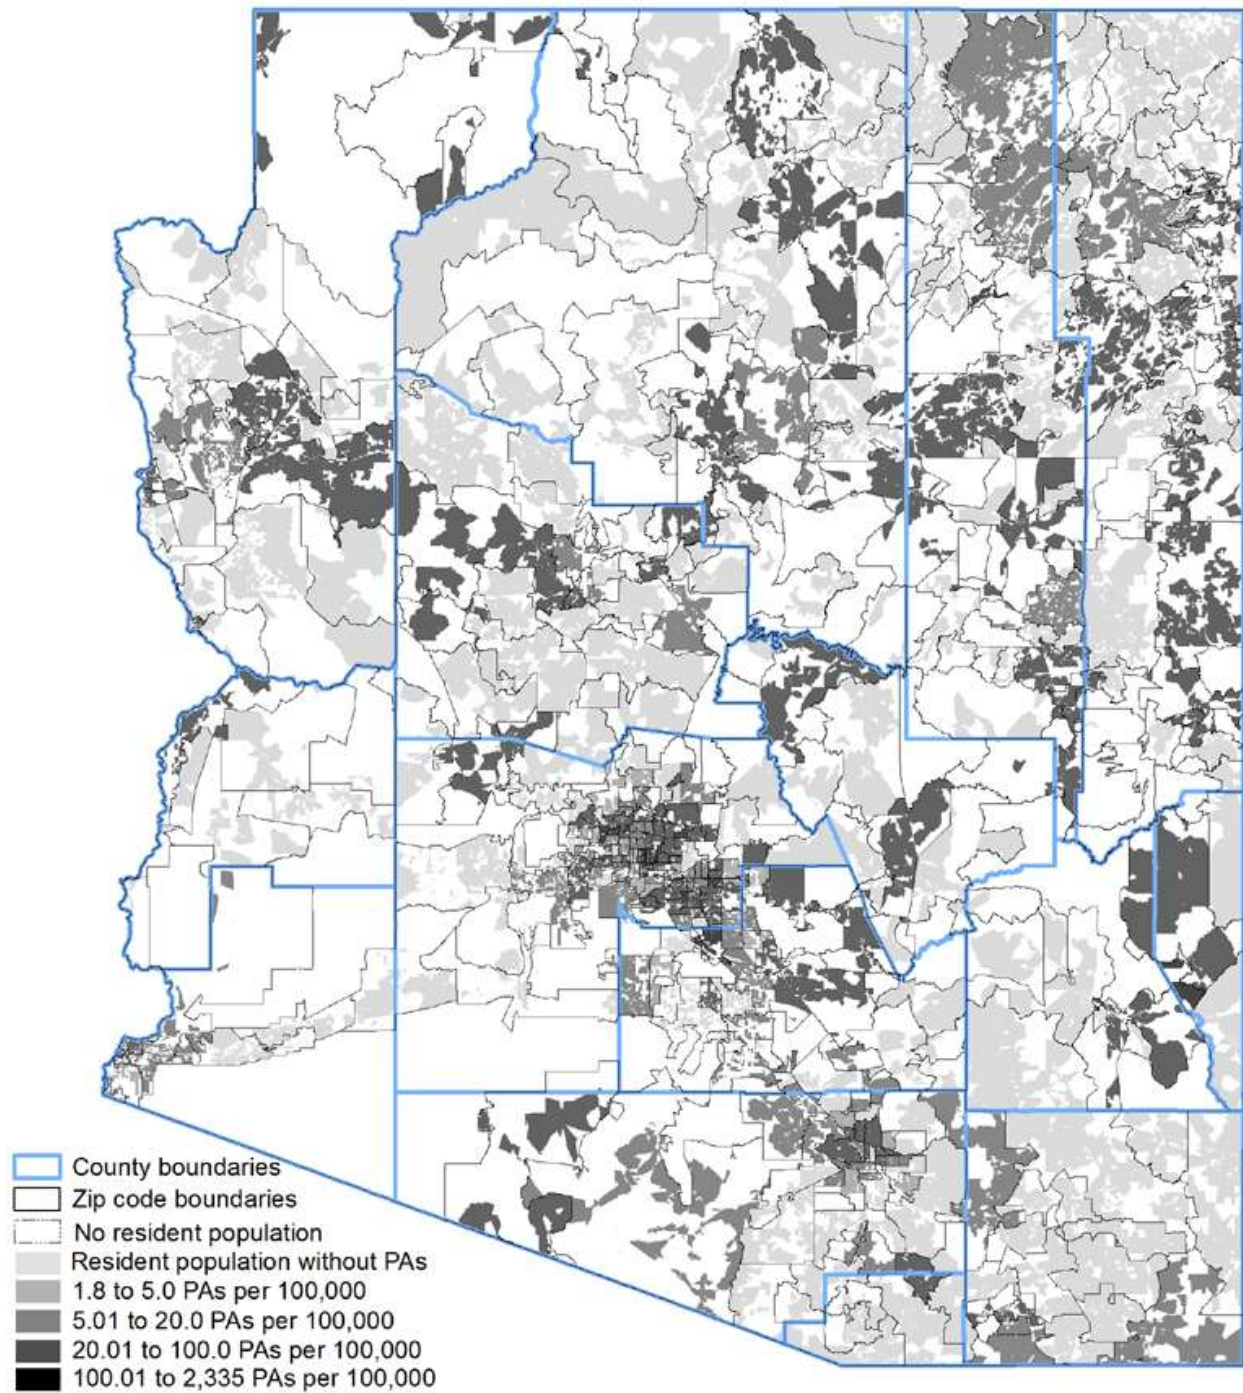 County boundaries
Zip code boundaries
No resident population
Resident population without PAs
1.8 to 5.0 PAs per 100,000
5.01 to 20.0 PAs per 100,000
20.01 to 100.0 PAs per 100,000
100.01 to 2,335 PAs per 100,000